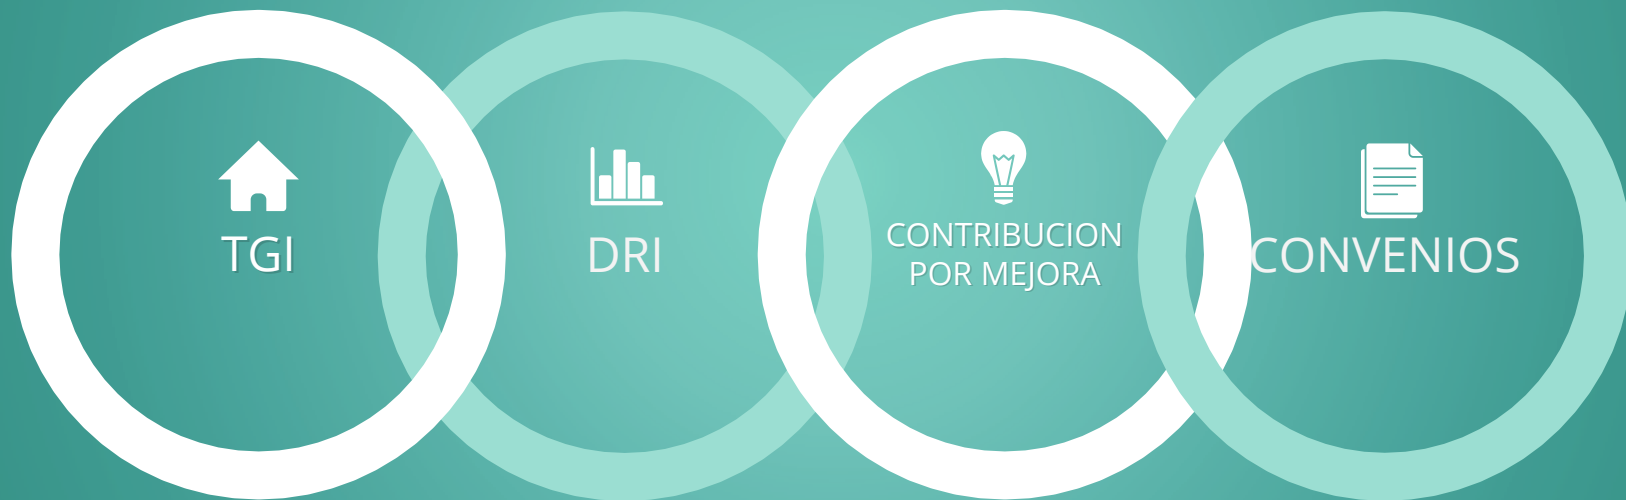 TGI
DRI
CONTRIBUCION
POR MEJORA
CONVENIOS